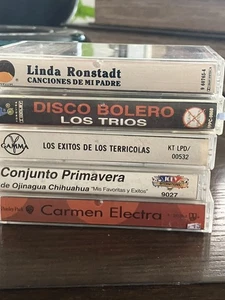 Linda Ronstadt
CANCIONES DE MI PADRE
DISCO BOLERO
LOS TRIOS
GAMMA
LOS EXITOS DE LOS TERRICOLAS
KT LPD/
00532
Conjunto Primavera
de Ojinagua Chihuahua "Mis Favoritas y Exitos"
9027
Carmen Electra